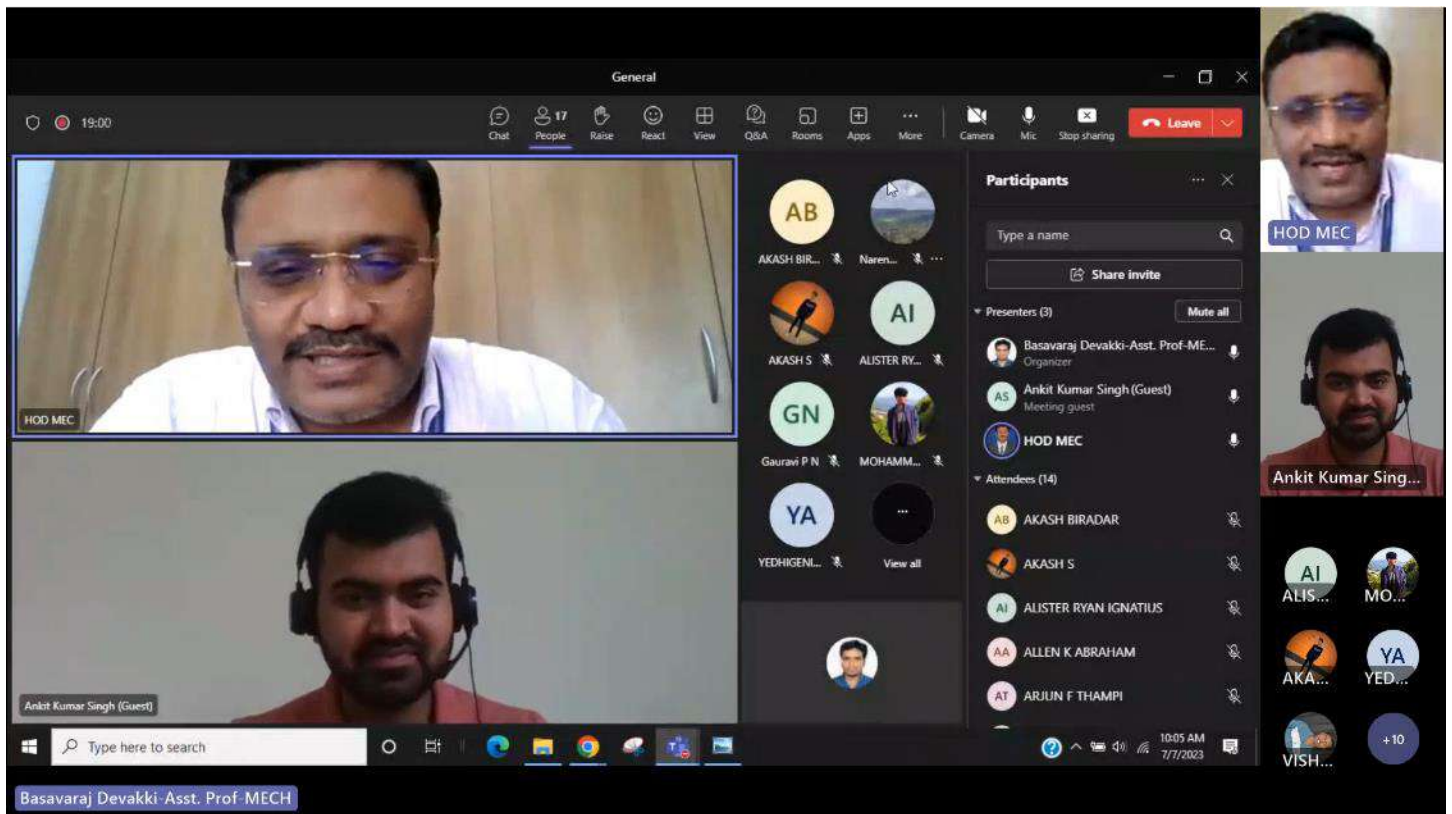 General
19:00
Chat
17
People
Raise
React
View
Q&A
Rooms
Apps
More
Camera
Mic
Stop sharing
Leave
HOD MEC
Ankit Kumar Singh (Guest)
AB
AKASH BIR...
Naren...
AKASH S
AI
ALISTER RY...
GN
Gauravi P N
MOHAMM...
YA
YEDHIGENI...
View all
Participants
Type a name
Share invite
Presenters (3)
Mute all
Basavaraj Devakki-Asst. Prof-ME...
Organizer
AS
Ankit Kumar Singh (Guest)
Meeting guest
HOD MEC
Attendees (14)
AB
AKASH BIRADAR
AKASH S
AI
ALISTER RYAN IGNATIUS
AA
ALLEN K ABRAHAM
AT
ARJUN F THAMPI
HOD MEC
Ankit Kumar Sing...
AI
ALIS...
MO...
AKA...
YA
YED...
VISH...
+10
Type here to search
10:05 AM
7/7/2023
Basavaraj Devakki-Asst. Prof-MECH